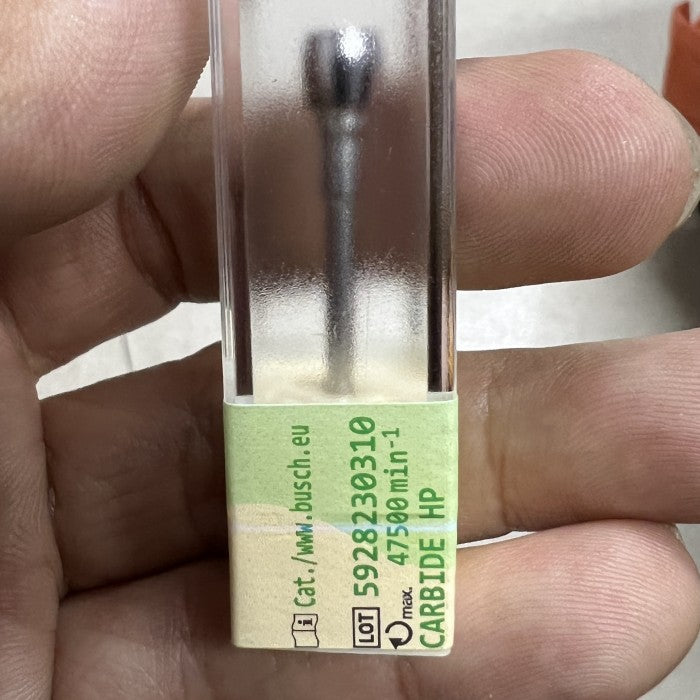 Cat./www.busch.eu
LOT 5928230310
max. 47500 min-1
CARBIDE HP